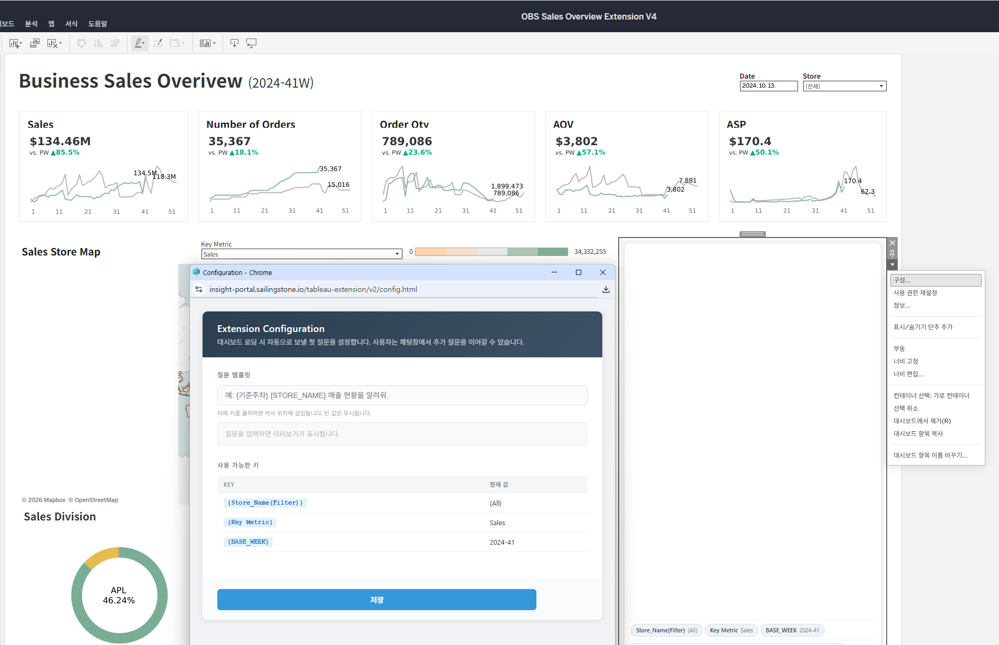 OBS Sales Overview Extension V4
보드 분석 맵 서식 도움말
Business Sales Overivew (2024-41W)
Date
2024. 10. 13.
Store
(전체)
Sales
$134.46M
vs. PW ▲85.5%
134.5M
118.3M
1 11 21 31 41 51
Number of Orders
35,367
vs. PW ▲18.1%
35,367
15,016
1 11 21 31 41 51
Order Qty
789,086
vs. PW ▲23.6%
1,899,473
789,086
1 11 21 31 41 51
AOV
$3,802
vs. PW ▲57.1%
7,881
3,802
1 11 21 31 41 51
ASP
$170.4
vs. PW ▲50.1%
170.4
62.3
1 11 21 31 41 51
Sales Store Map
Key Metric
Sales
0 34,332,255
Configuration - Chrome
insight-portal.sailingstone.io/tableau-extension/v2/config.html
Extension Configuration
대시보드 로딩 시 자동으로 보낼 첫 질문을 설정합니다. 사용자는 채팅창에서 추가 질문을 이어갈 수 있습니다.
질문 템플릿
예: {기준주차} {STORE_NAME} 매출 현황을 알려줘.
아래 키를 클릭하면 커서 위치에 삽입됩니다. 빈 값은 무시됩니다.
질문을 입력하면 미리보기가 표시됩니다.
사용 가능한 키
KEY 현재 값
{Store_Name(Filter)} (All)
{Key Metric} Sales
{BASE_WEEK} 2024-41
저장
구성...
사용 권한 재설정
정보...
표시/숨기기 단추 추가
부동
너비 고정
너비 편집...
컨테이너 선택: 가로 컨테이너
선택 취소
대시보드에서 제거(R)
대시보드 항목 복사
대시보드 항목 이름 바꾸기...
© 2026 Mapbox © OpenStreetMap
Sales Division
APL
46.24%
Store_Name(Filter) (All) Key Metric Sales BASE_WEEK 2024-41